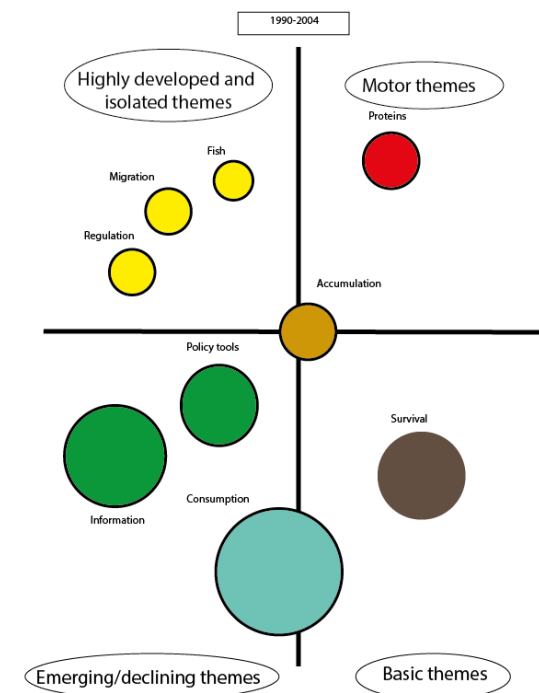 1990-2004
Highly developed and
isolated themes
Motor themes
Proteins
Fish
Migration
Regulation
Accumulation
Policy tools
Survival
Consumption
Information
Emerging/declining themes
Basic themes